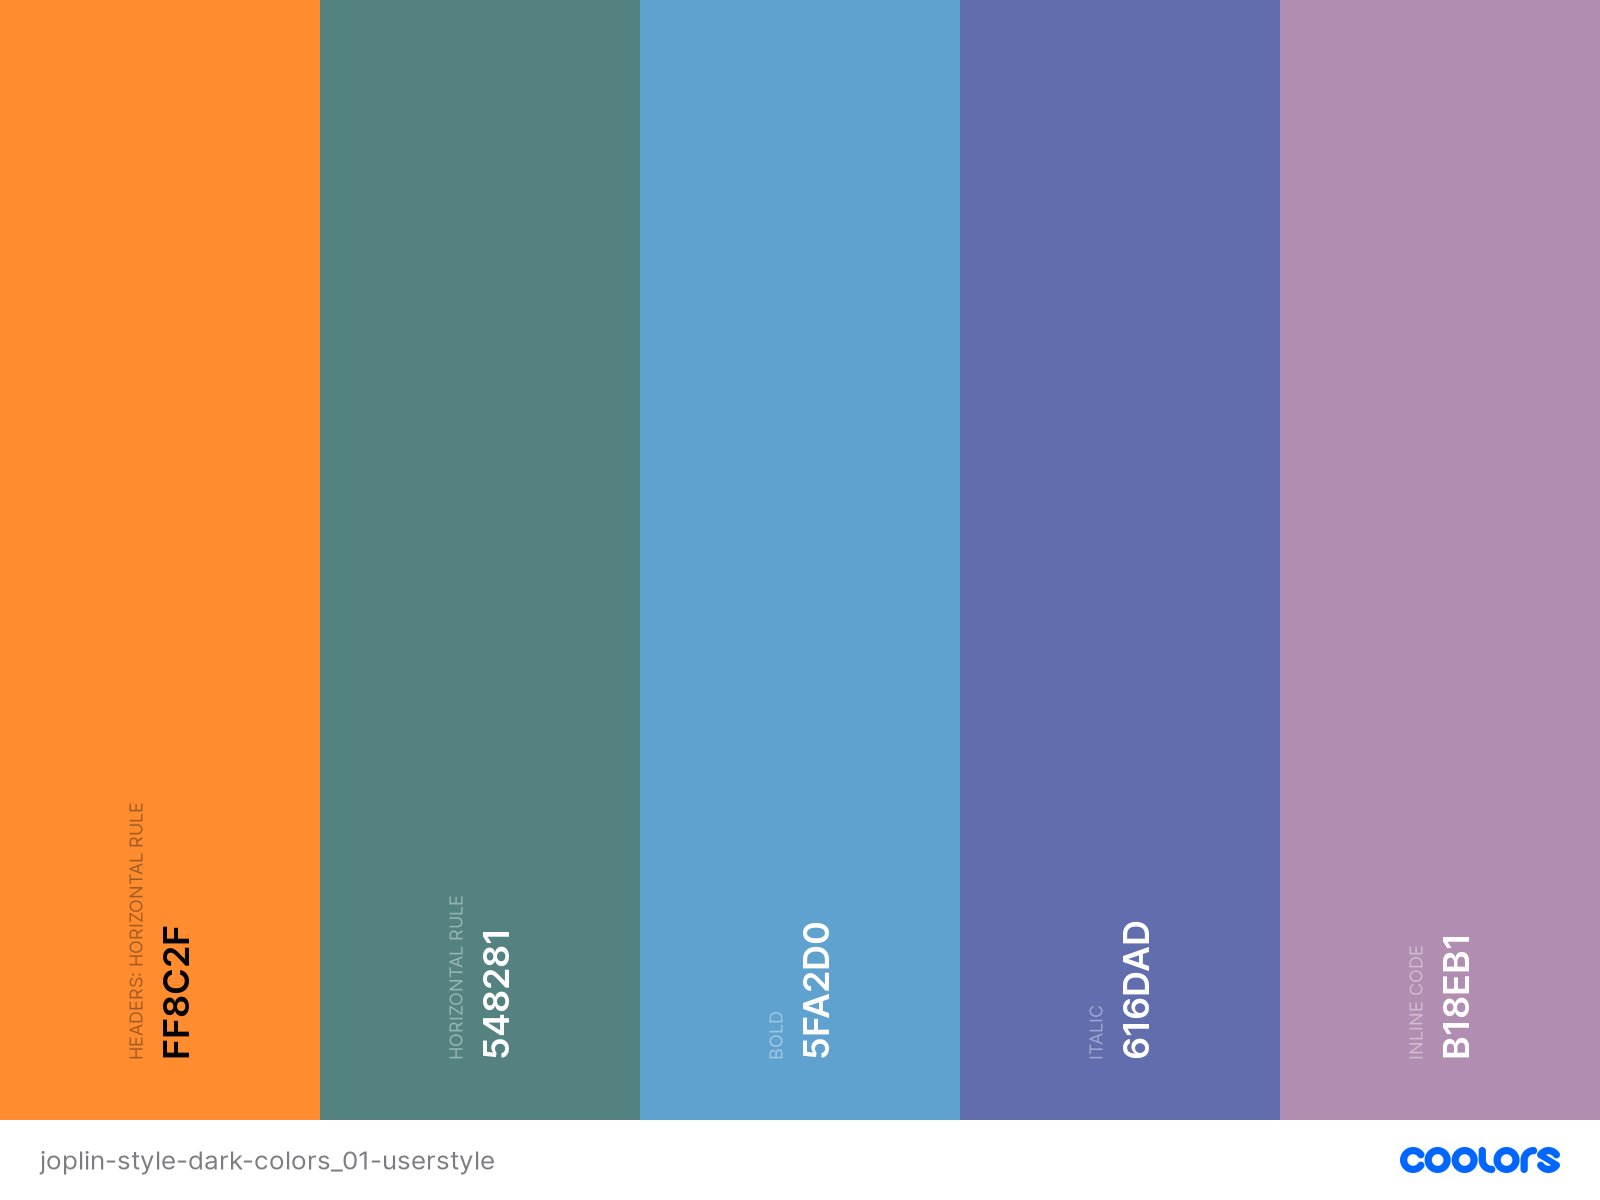 HEADERS: HORIZONTAL RULE
FF8C2F
HORIZONTAL RULE
548281
BOLD
5FA2D0
ITALIC
616DAD
INLINE CODE
B18EB1
joplin-style-dark-colors_01-userstyle
coolors